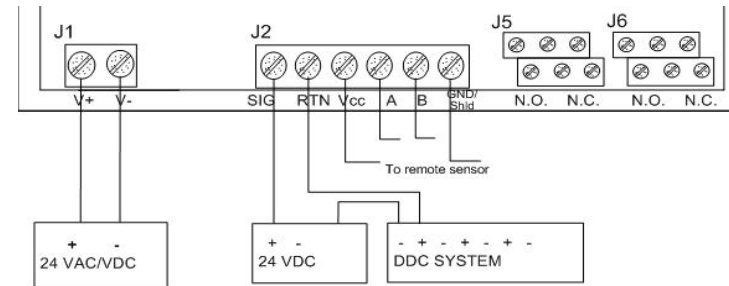 J1 J2 J5 J6
V+ V- SIG RTN Vcc A B GND/ Shld N.O. N.C. N.O. N.C.
To remote sensor
+ - + - - + - + - + -
24 VAC/VDC 24 VDC DDC SYSTEM